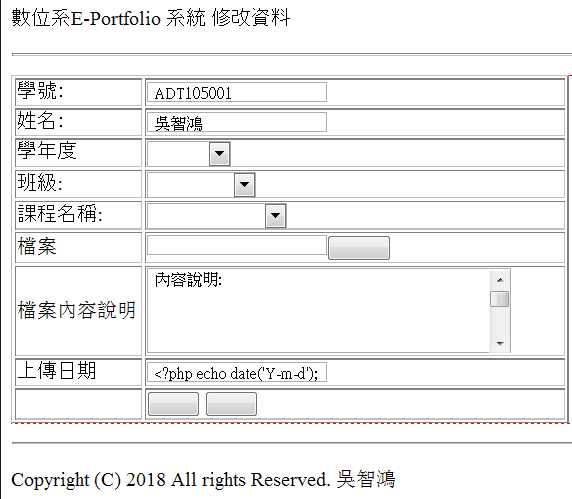 數位系E-Portfolio 系統 修改資料
學號: ADT105001
姓名: 吳智鴻
學年度
班級:
課程名稱:
檔案
檔案內容說明 內容說明:
上傳日期 <?php echo date('Y-m-d');
Copyright (C) 2018 All rights Reserved. 吳智鴻